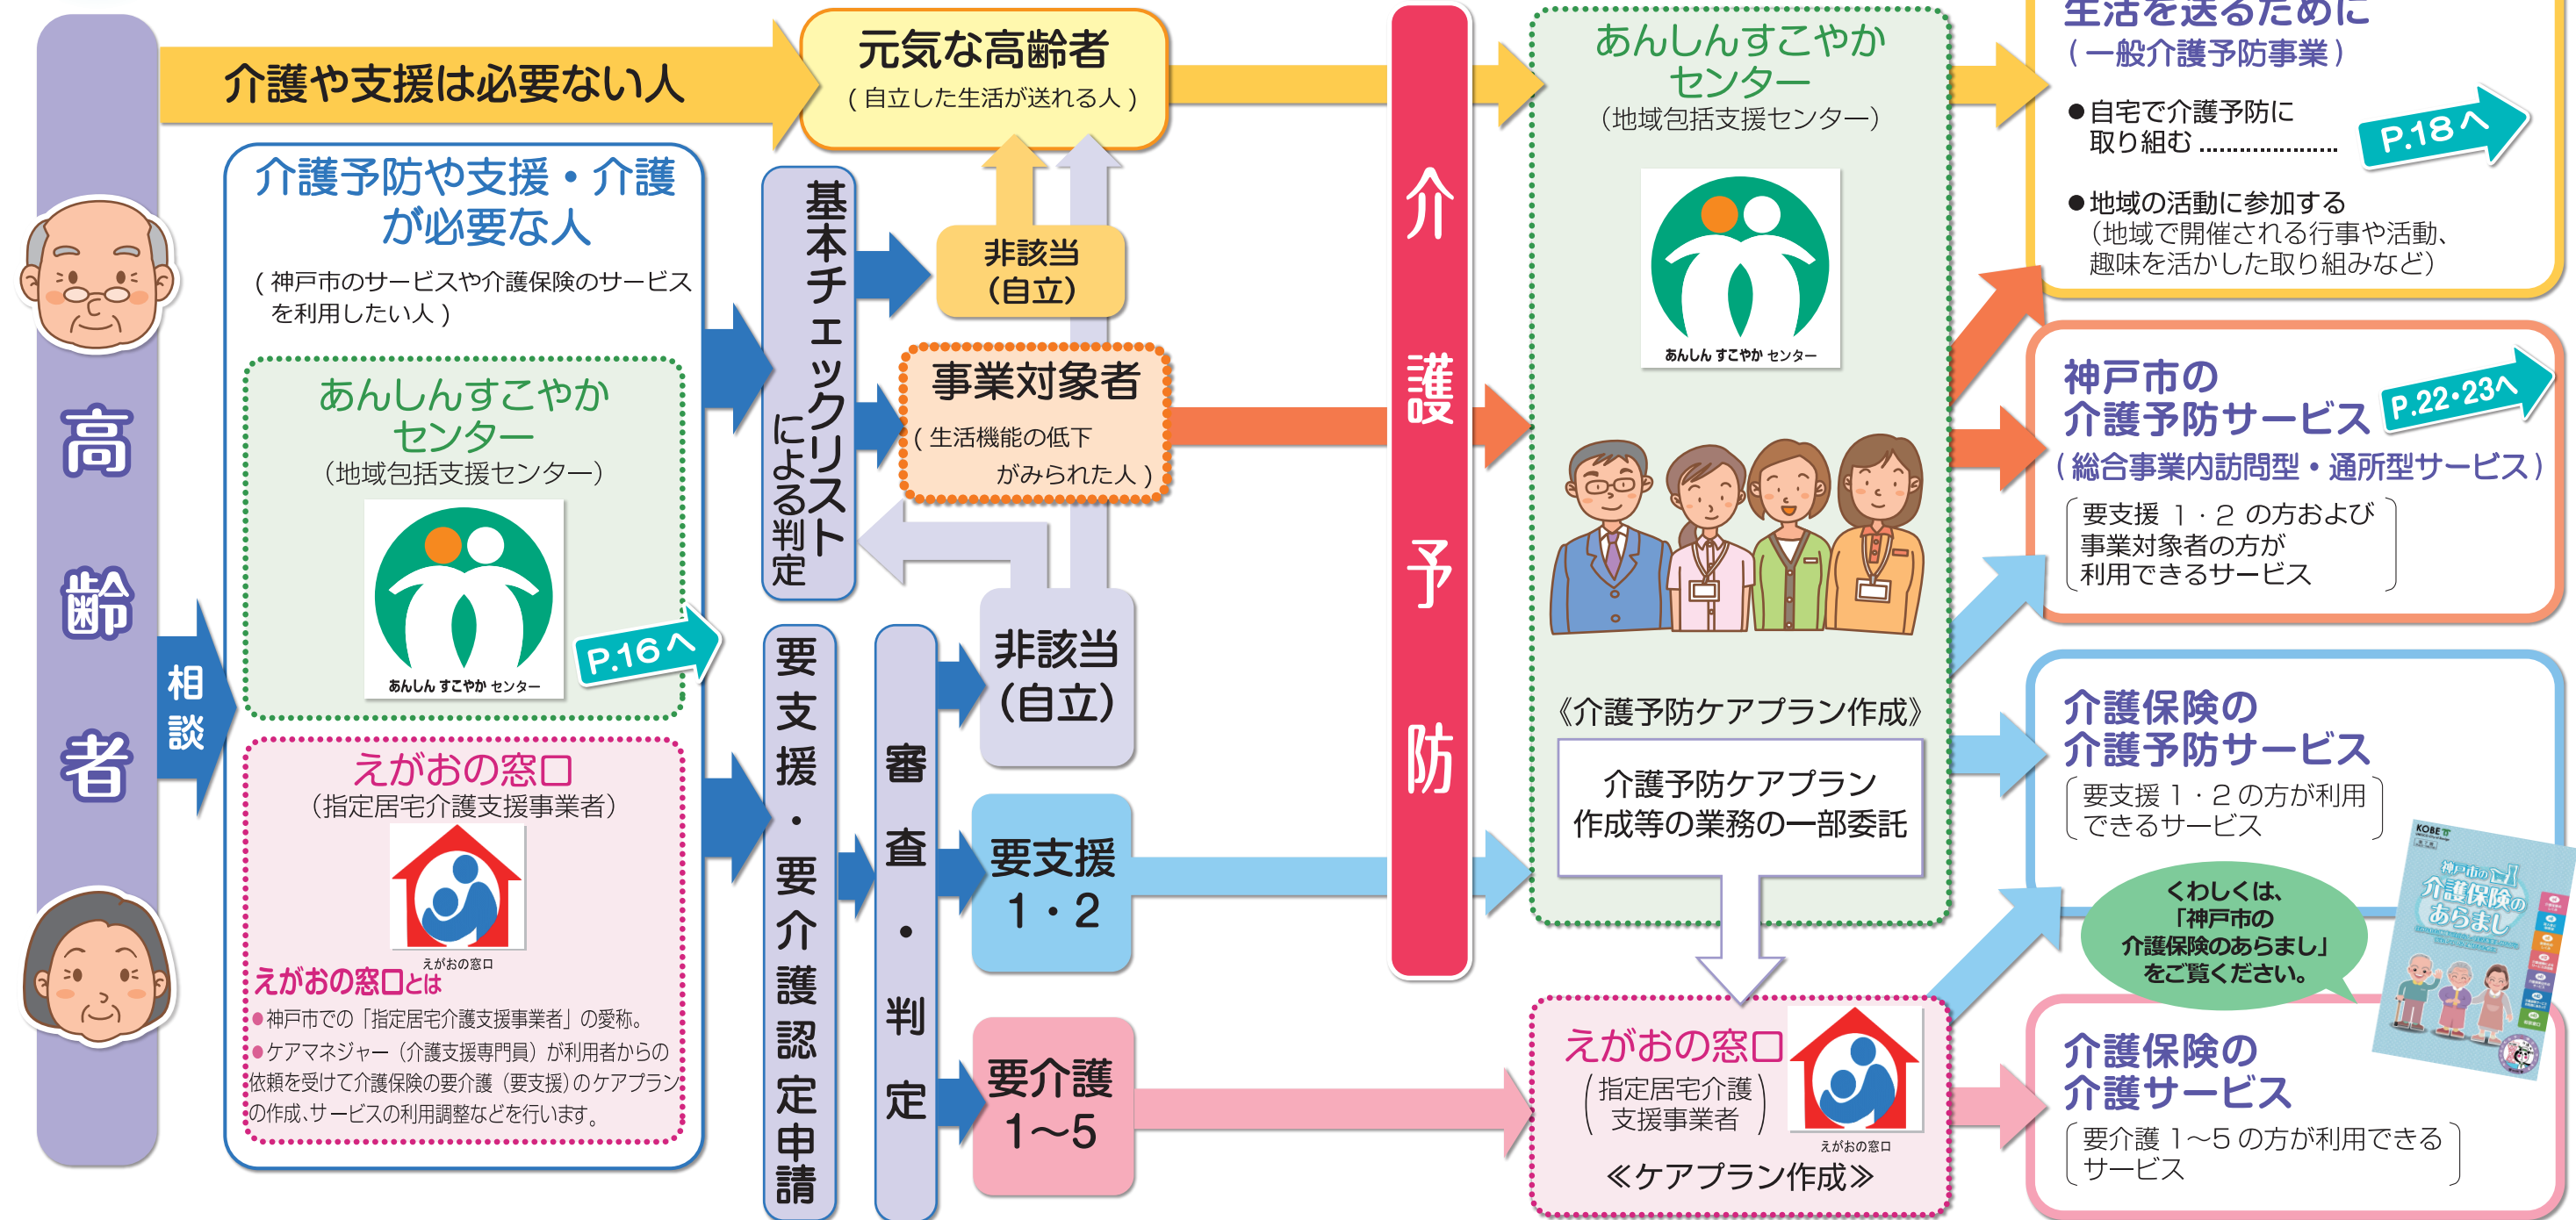 高齢者
相談
介護や支援は必要ない人
介護予防や支援・介護
が必要な人
(神戸市のサービスや介護保険のサービス
を利用したい人)
あんしんすこやか
センター
(地域包括支援センター)
あんしん すこやか センター
P.16へ
えがおの窓口
(指定居宅介護支援事業者)
えがおの窓口
えがおの窓口とは
●神戸市での「指定居宅介護支援事業者」の愛称。
●ケアマネジャー(介護支援専門員)が利用者からの
依頼を受けて介護保険の要介護(要支援)のケアプラン
の作成、サービスの利用調整などを行います。
元気な高齢者
(自立した生活が送れる人)
基本チェックリスト
による判定
非該当
(自立)
事業対象者
(生活機能の低下
がみられた人)
要支援・要介護認定申請
審査・判定
非該当
(自立)
要支援
1・2
要介護
1〜5
介護予防
あんしんすこやか
センター
(地域包括支援センター)
あんしん すこやか センター
《介護予防ケアプラン作成》
介護予防ケアプラン
作成等の業務の一部委託
えがおの窓口
(指定居宅介護
支援事業者)
えがおの窓口
≪ケアプラン作成≫
生活を送るために
(一般介護予防事業)
●自宅で介護予防に
取り組む .....................
P.18へ
●地域の活動に参加する
(地域で開催される行事や活動、
趣味を活かした取り組みなど)
神戸市の
介護予防サービス
P.22・23へ
(総合事業内訪問型・通所型サービス)
要支援 1・2 の方および
事業対象者の方が
利用できるサービス
介護保険の
介護予防サービス
要支援 1・2 の方が利用
できるサービス
くわしくは、
「神戸市の
介護保険のあらまし」
をご覧ください。
KOBE
神戸市の
介護保険の
あらまし
介護保険の
介護サービス
要介護 1〜5 の方が利用できる
サービス